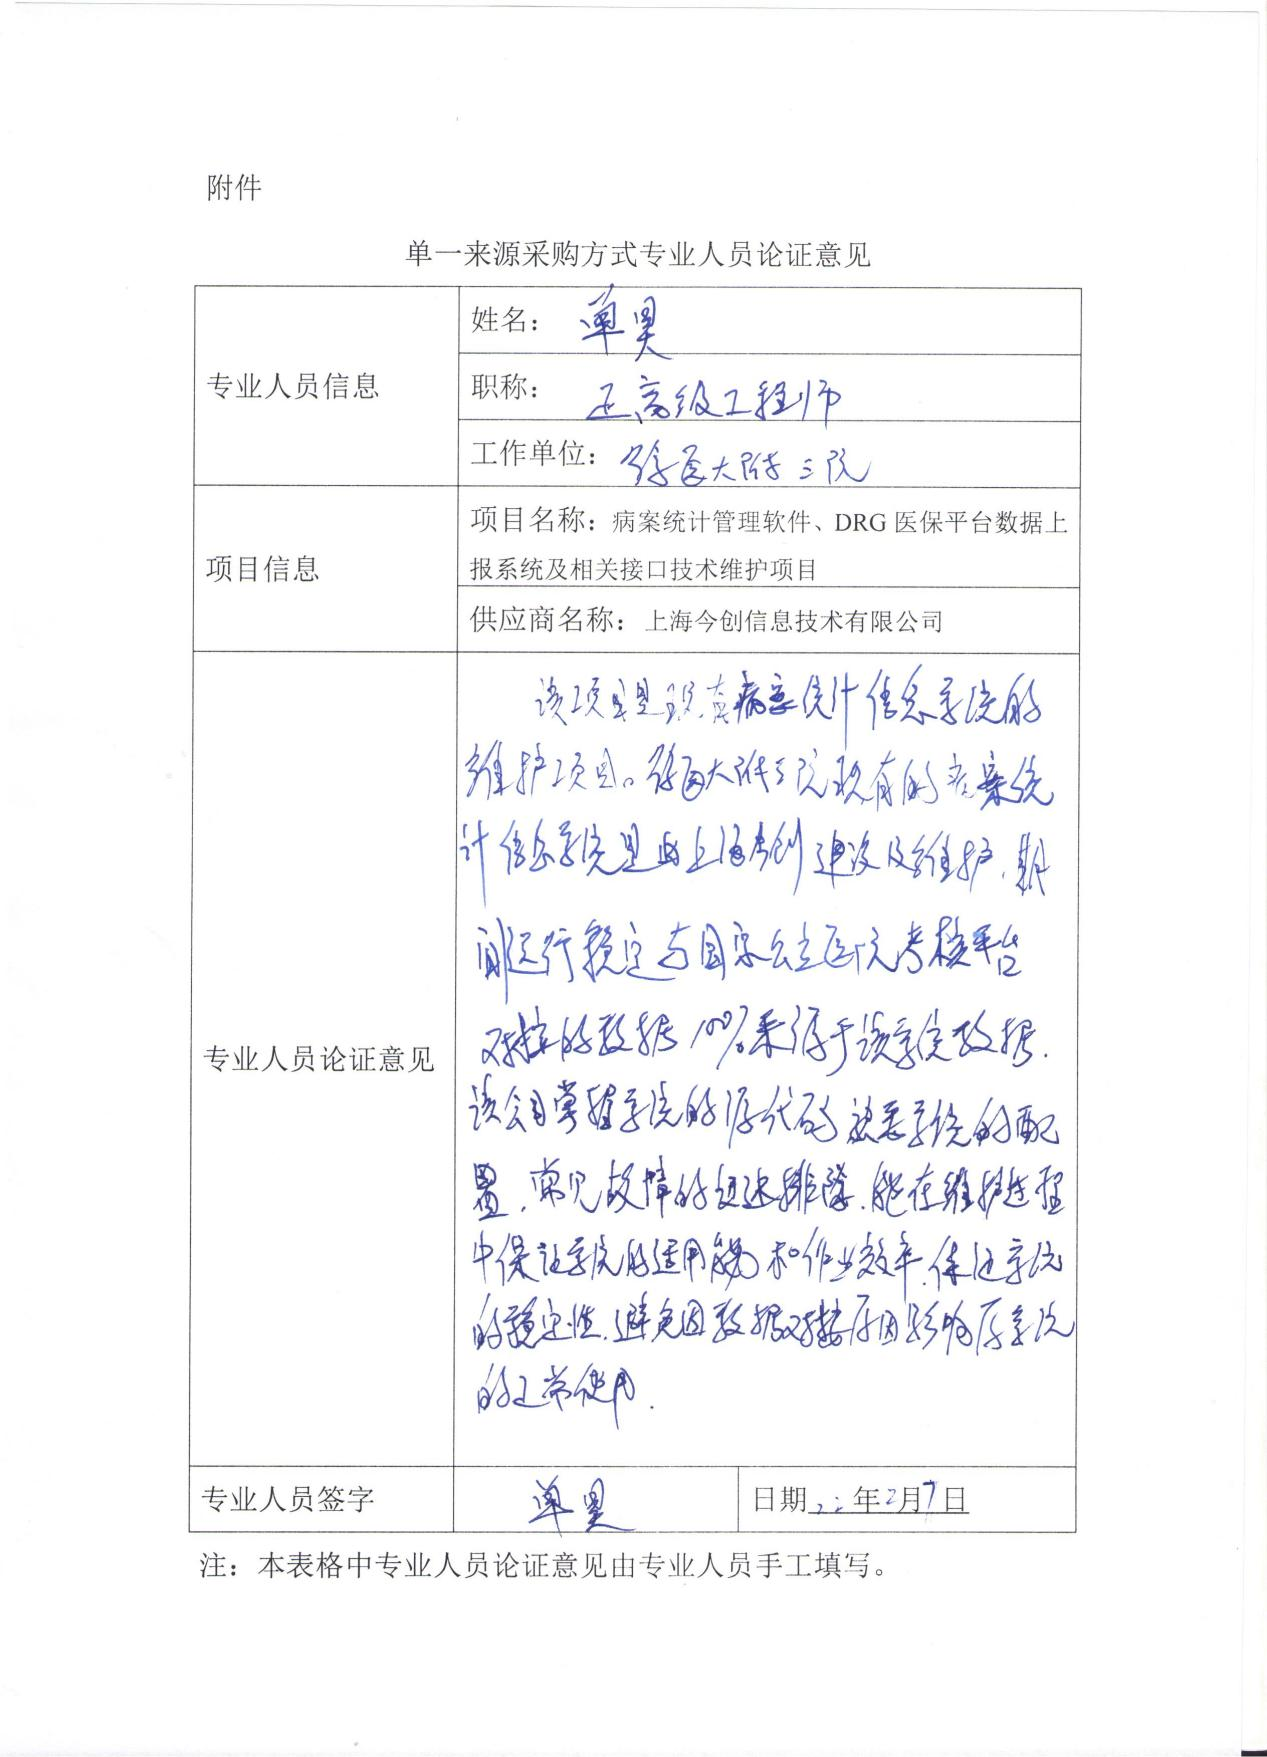 附件
单一来源采购方式专业人员论证意见
专业人员信息
姓名： 单昊
职称： 正高级工程师
工作单位： 徐医大附三院
项目信息
项目名称：病案统计管理软件、DRG 医保平台数据上
报系统及相关接口技术维护项目
供应商名称：上海今创信息技术有限公司
专业人员论证意见
该项目是现有病案统计信息系统的
维护项目。徐医大附三院现有的病案统
计信息系统是由上海今创建设及维护，期
间运行稳定与国家公立医院考核平台
对接的数据100%来源于该系统数据.
该公司掌握系统的源代码 熟悉系统的配
置，常见故障的迅速排除，能在维护过程
中保证系统的适用能力和作业效率，保证系统
的稳定性，避免因数据对接原因影响原系统
的正常使用.
专业人员签字
单昊
日期 22年2月7日
注：本表格中专业人员论证意见由专业人员手工填写。